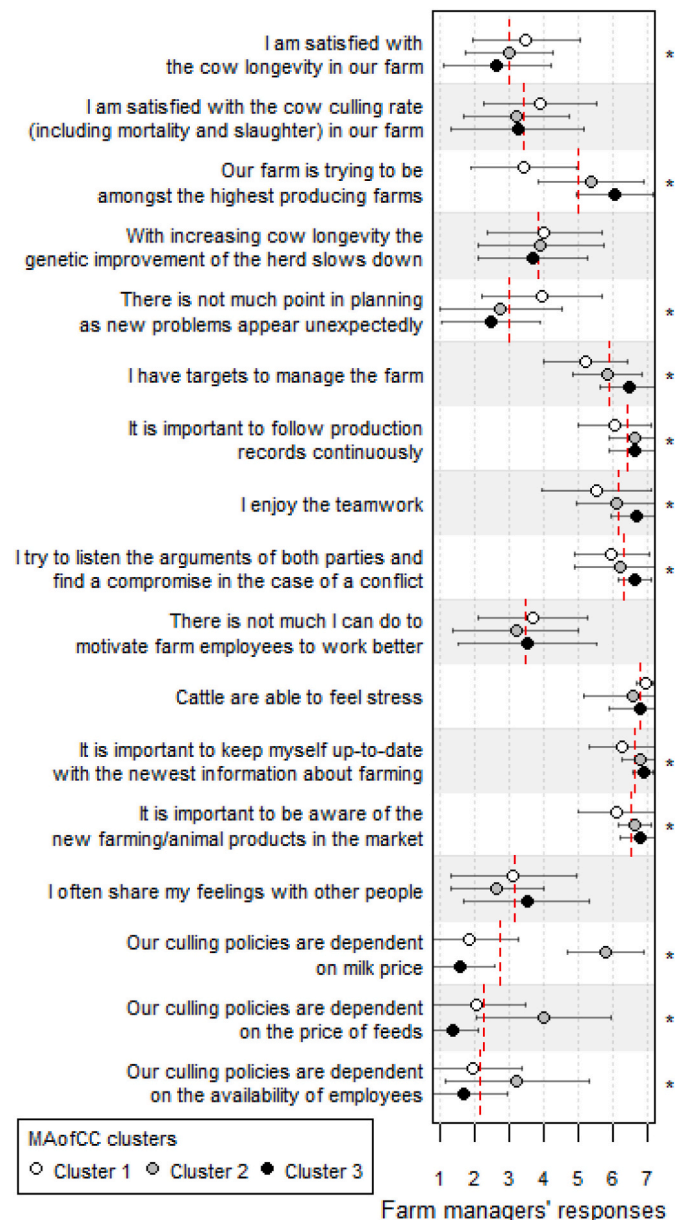 I am satisfied with
the cow longevity in our farm
*
I am satisfied with the cow culling rate
(including mortality and slaughter) in our farm
Our farm is trying to be
amongst the highest producing farms
*
With increasing cow longevity the
genetic improvement of the herd slows down
There is not much point in planning
as new problems appear unexpectedly
*
I have targets to manage the farm
*
It is important to follow production
records continuously
*
I enjoy the teamwork
*
I try to listen the arguments of both parties and
find a compromise in the case of a conflict
*
There is not much I can do to
motivate farm employees to work better
Cattle are able to feel stress
It is important to keep myself up-to-date
with the newest information about farming
*
It is important to be aware of the
new farming/animal products in the market
*
I often share my feelings with other people
Our culling policies are dependent
on milk price
*
Our culling policies are dependent
on the price of feeds
*
Our culling policies are dependent
on the availability of employees
*
MAofCC clusters
Cluster 1 Cluster 2 Cluster 3
1 2 3 4 5 6 7
Farm managers' responses